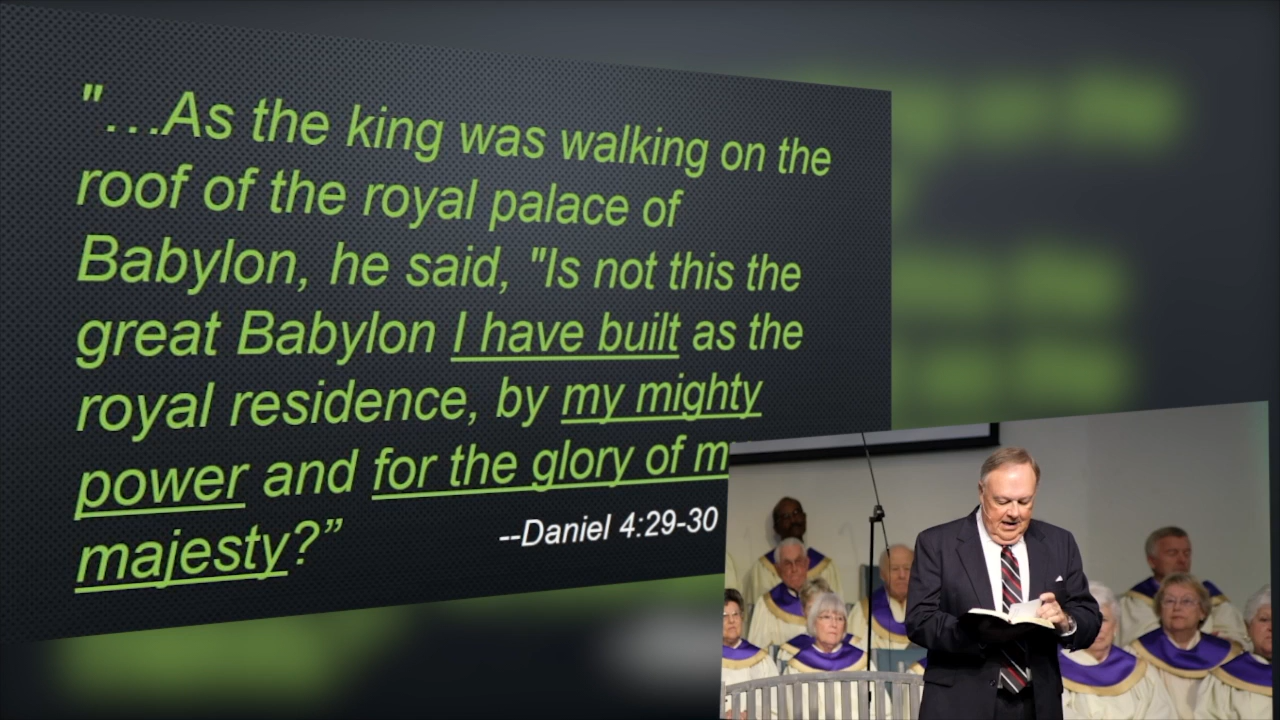 "…As the king was walking on the
roof of the royal palace of
Babylon, he said, "Is not this the
great Babylon I have built as the
royal residence, by my mighty
power and for the glory of m
majesty?”
--Daniel 4:29-30